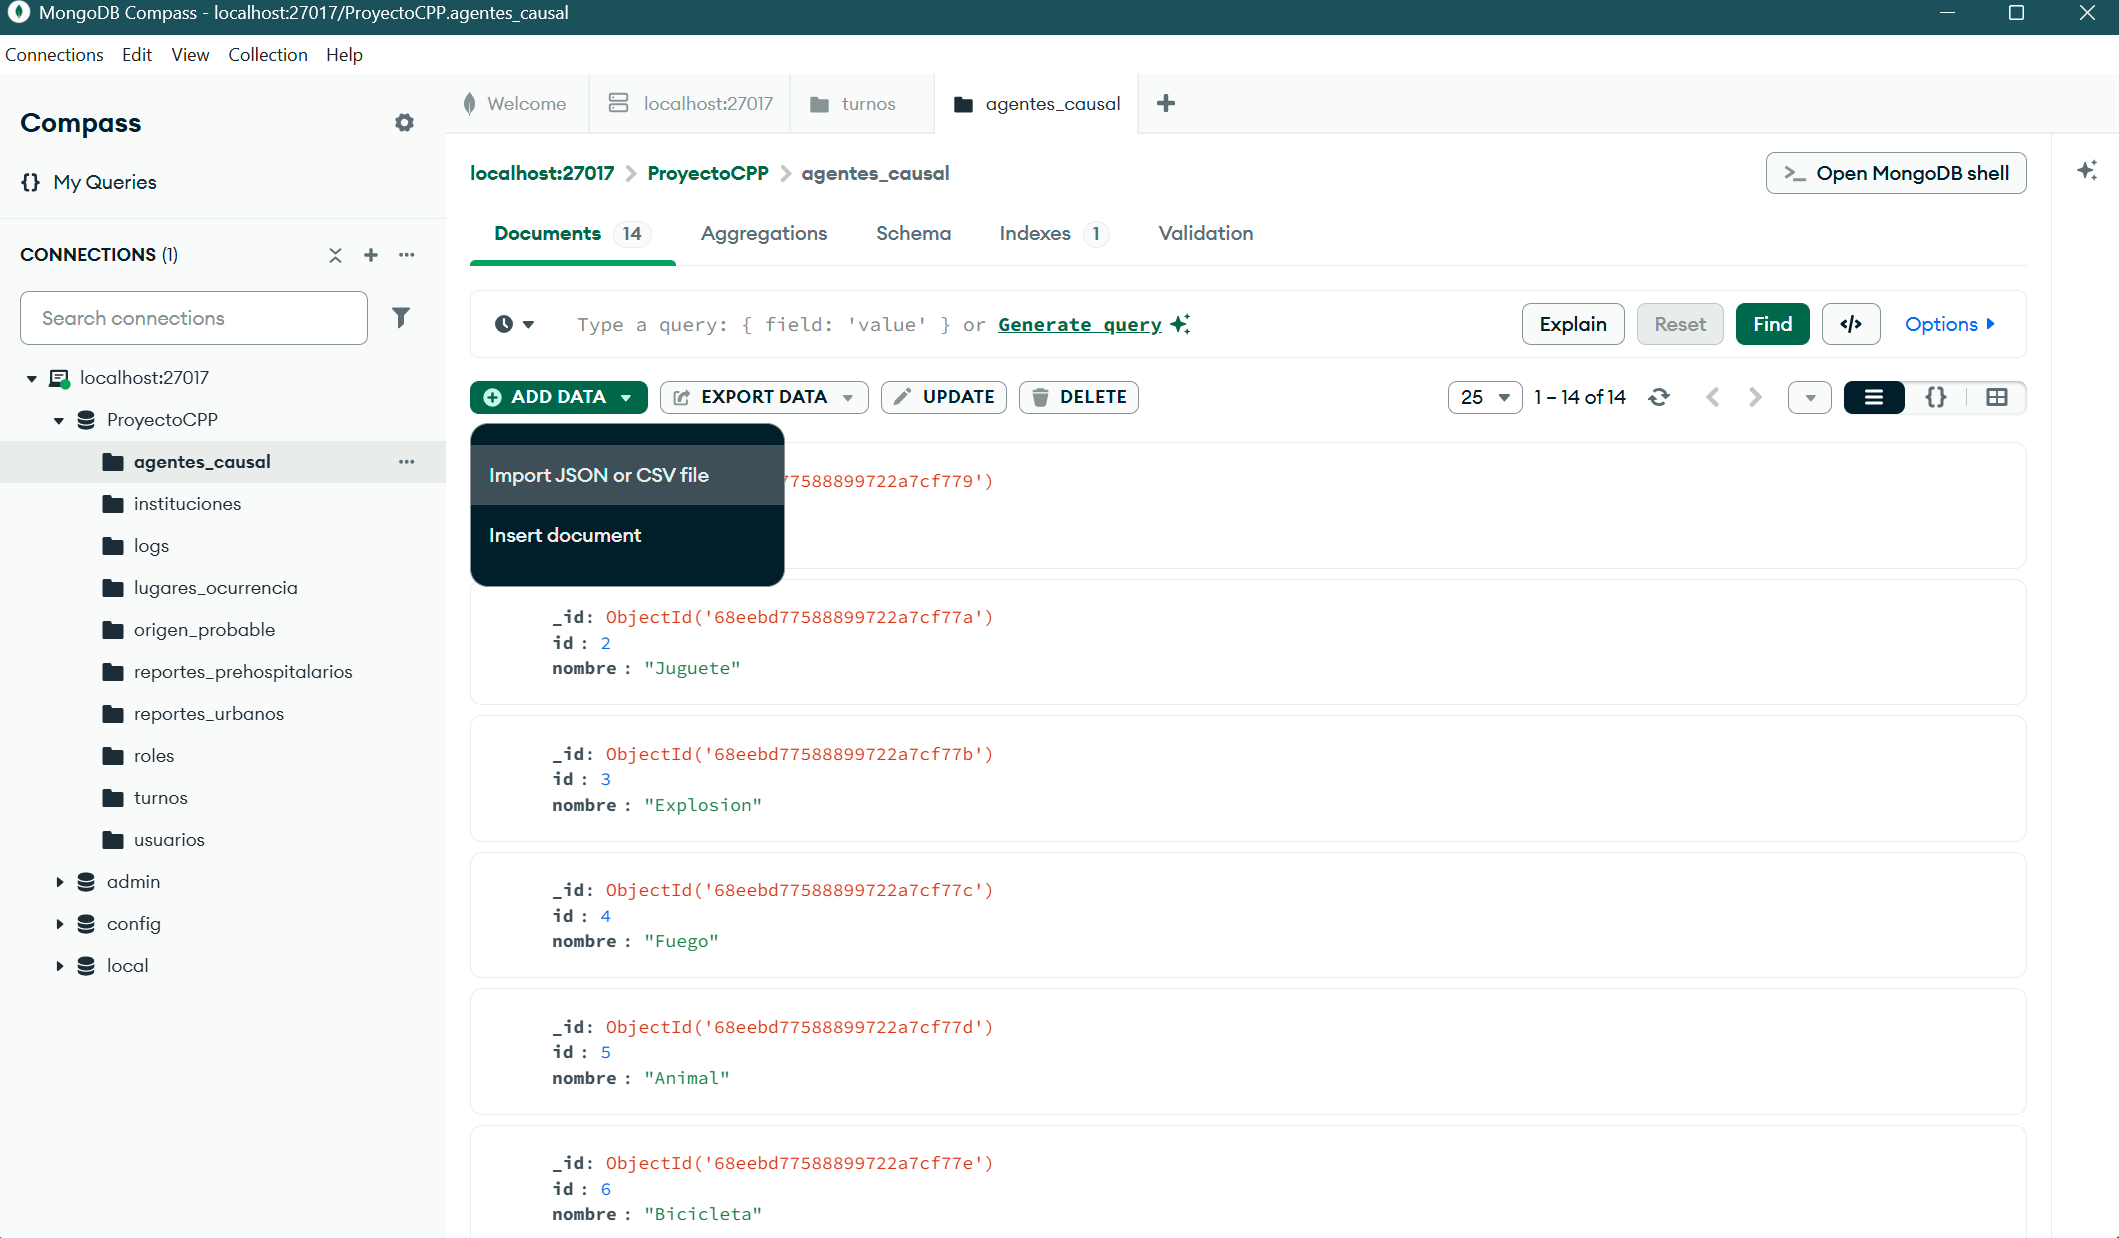 MongoDB Compass - localhost:27017/ProyectoCPP.agentes_causal
Connections Edit View Collection Help
Compass
My Queries
CONNECTIONS (1)
Search connections
localhost:27017
ProyectoCPP
agentes_causal
instituciones
logs
lugares_ocurrencia
origen_probable
reportes_prehospitalarios
reportes_urbanos
roles
turnos
usuarios
admin
config
local
Welcome localhost:27017 turnos agentes_causal
localhost:27017 > ProyectoCPP > agentes_causal
>_ Open MongoDB shell
Documents 14 Aggregations Schema Indexes 1 Validation
Type a query: { field: 'value' } or Generate query
Explain Reset Find </> Options
ADD DATA EXPORT DATA UPDATE DELETE
25 1 – 14 of 14 {}
Import JSON or CSV file
Insert document
77588899722a7cf779')
_id: ObjectId('68eebd77588899722a7cf77a')
id : 2
nombre : "Juguete"
_id: ObjectId('68eebd77588899722a7cf77b')
id : 3
nombre : "Explosion"
_id: ObjectId('68eebd77588899722a7cf77c')
id : 4
nombre : "Fuego"
_id: ObjectId('68eebd77588899722a7cf77d')
id : 5
nombre : "Animal"
_id: ObjectId('68eebd77588899722a7cf77e')
id : 6
nombre : "Bicicleta"